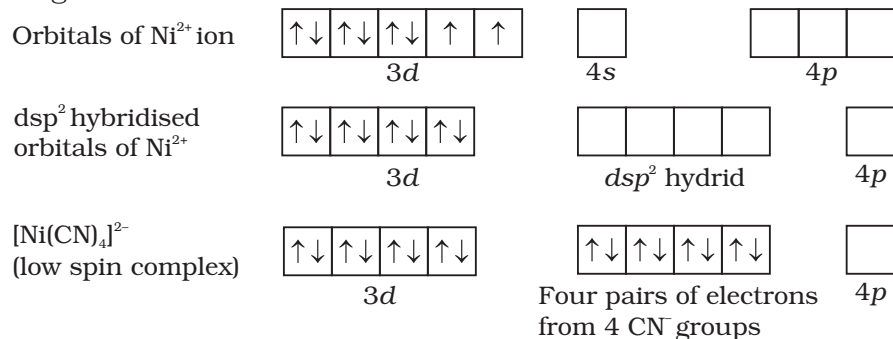 Orbitals of Ni²⁺ ion
↑↓ ↑↓ ↑↓ ↑ ↑
3d 4s 4p
dsp² hybridised
orbitals of Ni²⁺
↑↓ ↑↓ ↑↓ ↑↓
3d dsp² hydrid 4p
[Ni(CN)₄]²⁻
(low spin complex)
↑↓ ↑↓ ↑↓ ↑↓ ↑↓ ↑↓ ↑↓ ↑↓
3d Four pairs of electrons 4p
from 4 CN⁻ groups